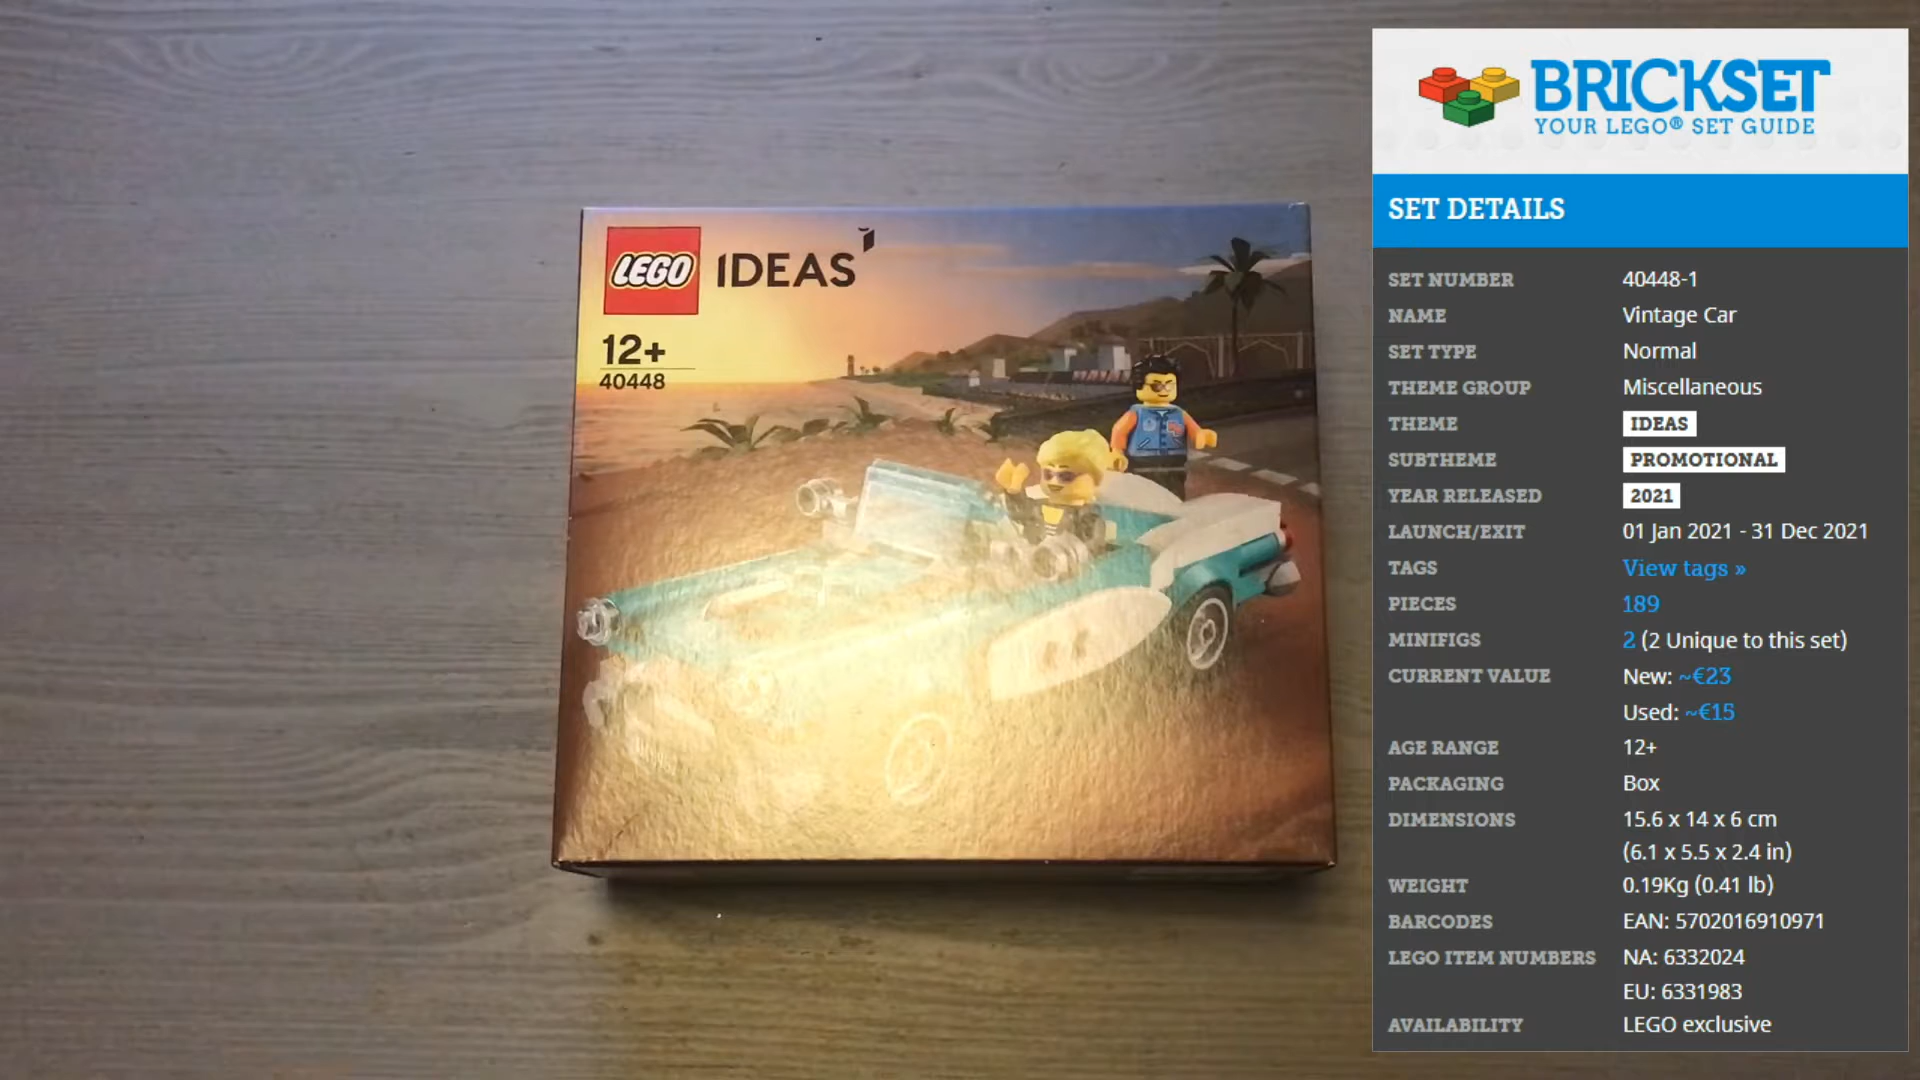 LEGO IDEAS
12+
40448
BRICKSET
YOUR LEGO® SET GUIDE
SET DETAILS
SET NUMBER 40448-1
NAME Vintage Car
SET TYPE Normal
THEME GROUP Miscellaneous
THEME IDEAS
SUBTHEME PROMOTIONAL
YEAR RELEASED 2021
LAUNCH/EXIT 01 Jan 2021 - 31 Dec 2021
TAGS View tags »
PIECES 189
MINIFIGS 2 (2 Unique to this set)
CURRENT VALUE New: ~€23
Used: ~€15
AGE RANGE 12+
PACKAGING Box
DIMENSIONS 15.6 x 14 x 6 cm
(6.1 x 5.5 x 2.4 in)
WEIGHT 0.19Kg (0.41 lb)
BARCODES EAN: 5702016910971
LEGO ITEM NUMBERS NA: 6332024
EU: 6331983
AVAILABILITY LEGO exclusive